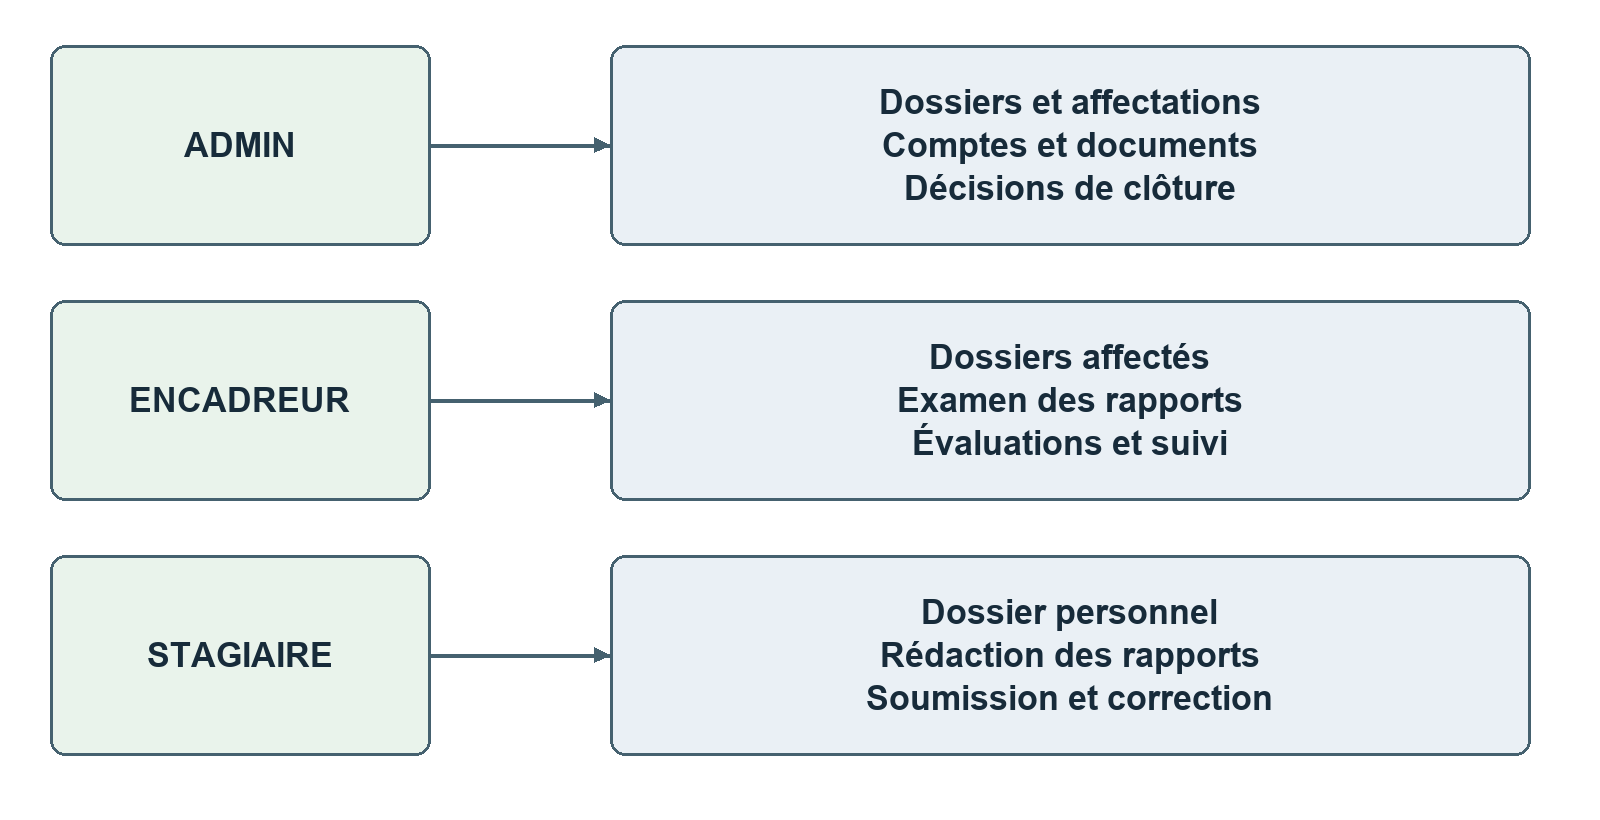 ADMIN
Dossiers et affectations
Comptes et documents
Décisions de clôture
ENCADREUR
Dossiers affectés
Examen des rapports
Évaluations et suivi
STAGIAIRE
Dossier personnel
Rédaction des rapports
Soumission et correction